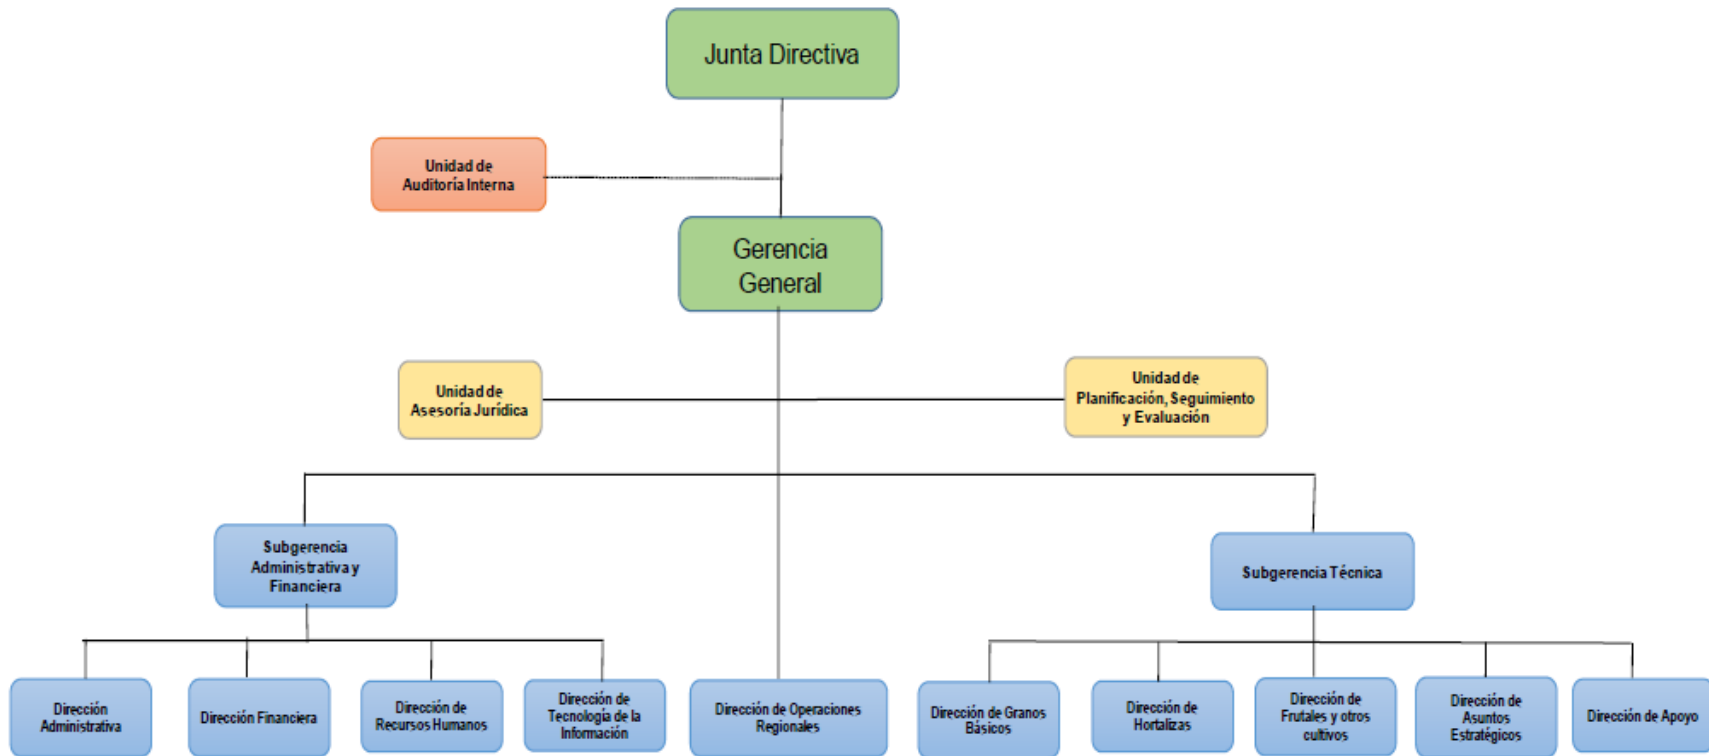 Junta Directiva
Unidad de
Auditoría Interna
Gerencia
General
Unidad de
Asesoría Jurídica
Unidad de
Planificación, Seguimiento
y Evaluación
Subgerencia
Administrativa y
Financiera
Subgerencia Técnica
Dirección
Administrativa
Dirección Financiera
Dirección de
Recursos Humanos
Dirección de
Tecnología de la
Información
Dirección de Operaciones
Regionales
Dirección de Granos
Básicos
Dirección de
Hortalizas
Dirección de
Frutales y otros
cultivos
Dirección de
Asuntos
Estratégicos
Dirección de Apoyo